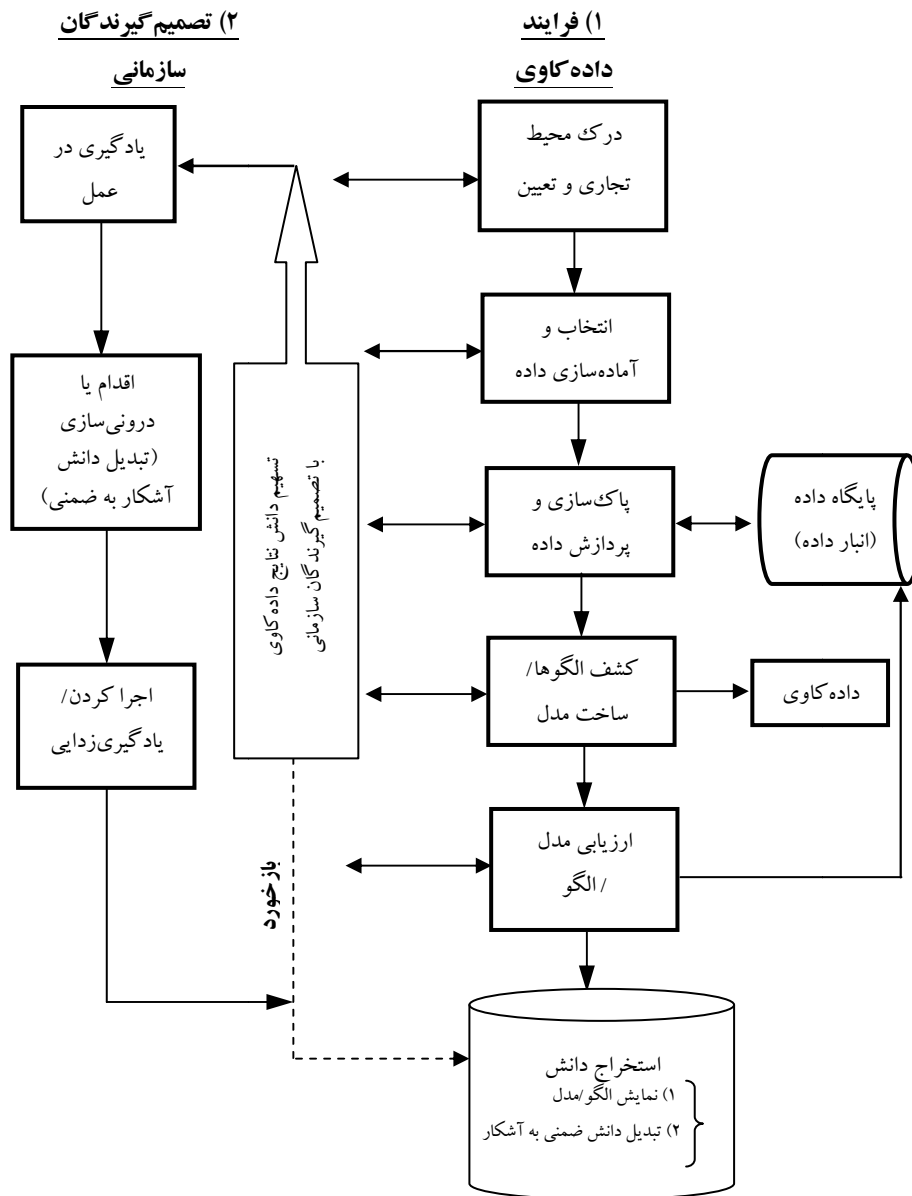 ۱) فرایند
داده‌کاوی
۲) تصمیم‌گیرندگان
سازمانی
درک محیط
تجاری و تعیین
انتخاب و
آماده‌سازی داده
پاک‌سازی و
پردازش داده
پایگاه داده
(انبار داده)
کشف الگوها/
ساخت مدل
داده‌کاوی
ارزیابی مدل
/ الگو
استخراج دانش
۱) نمایش الگو/مدل
۲) تبدیل دانش ضمنی به آشکار
تسهیم دانش نتایج داده‌کاوی
با تصمیم‌گیرندگان سازمانی
بازخورد
یادگیری در
عمل
اقدام یا
درونی‌سازی
(تبدیل دانش
آشکار به ضمنی)
اجرا کردن/
یادگیری‌زدایی